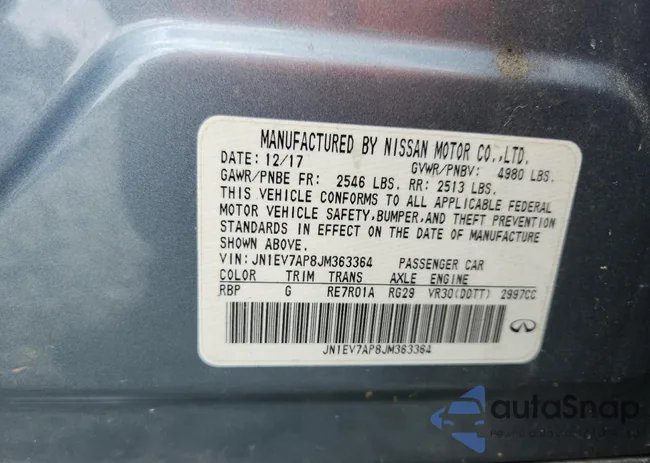 MANUFACTURED BY NISSAN MOTOR CO.,LTD.
DATE: 12/17 GVWR/PNBV: 4980 LBS.
GAWR/PNBE FR: 2546 LBS. RR: 2513 LBS.
THIS VEHICLE CONFORMS TO ALL APPLICABLE FEDERAL
MOTOR VEHICLE SAFETY,BUMPER,AND THEFT PREVENTION
STANDARDS IN EFFECT ON THE DATE OF MANUFACTURE
SHOWN ABOVE.
VIN: JN1EV7AP8JM363364 PASSENGER CAR
COLOR TRIM TRANS AXLE ENGINE
RBP G RE7R01A RG29 VR30(DDTT) 2997CC
JN1EV7AP8JM363364
autoSnap